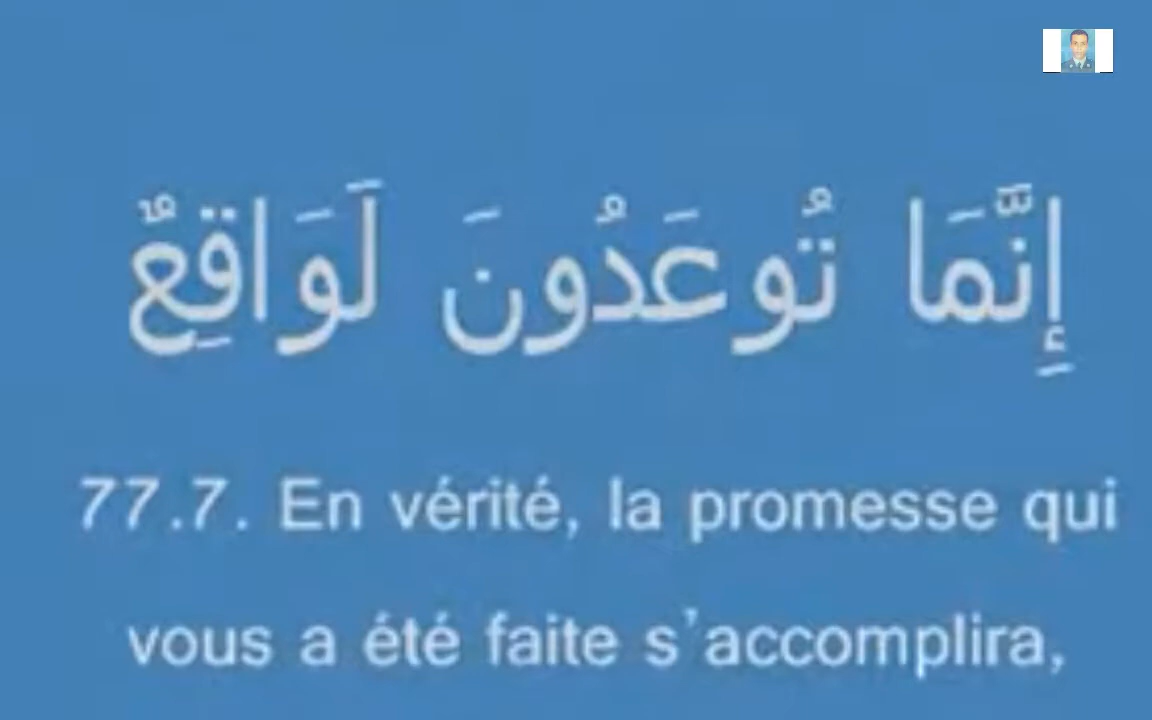 إِنَّمَا تُوعَدُونَ لَوَاقِعٌ
77.7. En vérité, la promesse qui
vous a été faite s'accomplira,